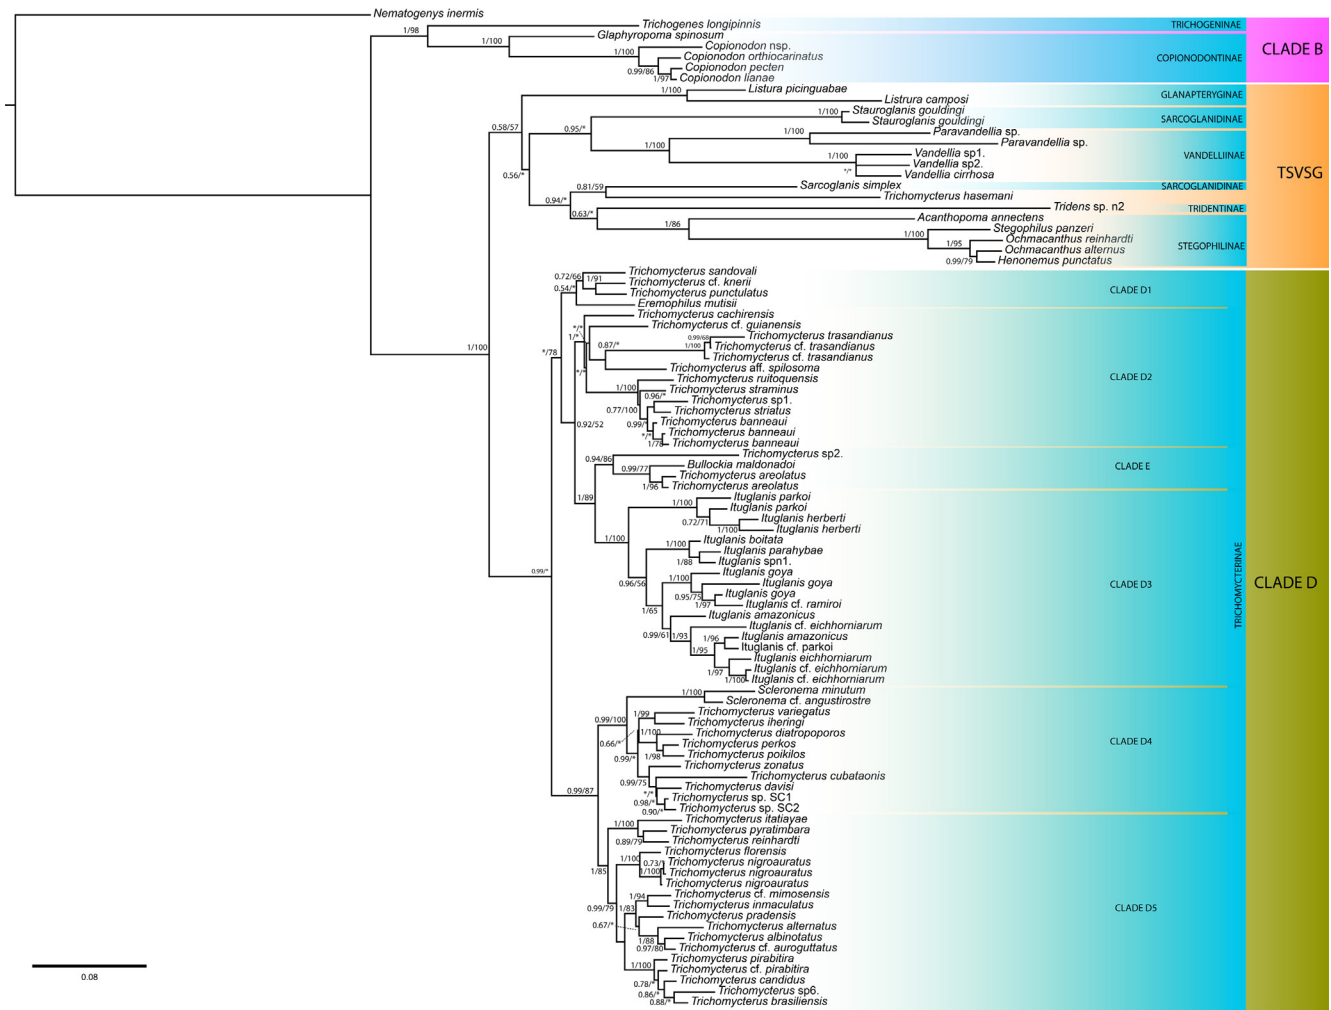 Nematogenys inermis
Trichogenes longipinnis
TRICHOGENINAE
1/98
Glaphyropoma spinosum
1/100
Copionodon nsp.
CLADE B
1/100
Copionodon orthiocarinatus
COPIONODONTINAE
Copionodon pecten
0.99/86
Copionodon lianae
1/97
Listura picinguabae
1/100
GLANAPTERYGINAE
Listrura camposi
Stauroglanis gouldingi
1/100
SARCOGLANIDINAE
Stauroglanis gouldingi
0.58/57
0.95/*
Paravandellia sp.
1/100
Paravandellia sp.
1/100
Vandellia sp1.
1/100
VANDELLIINAE
Vandellia sp2.
*/*
Vandellia cirrhosa
0.56/*
TSVSG
Sarcoglanis simplex
0.81/59
SARCOGLANIDINAE
Trichomycterus hasemani
0.94/*
Tridens sp. n2
TRIDENTINAE
0.63/*
Acanthopoma annectens
1/86
Stegophilus panzeri
1/100
Ochmacanthus reinhardti
1/95
STEGOPHILINAE
Ochmacanthus alternus
0.99/79
Henonemus punctatus
Trichomycterus sandovali
0.72/66
Trichomycterus cf. knerii
1/91
0.54/*
Trichomycterus punctulatus
CLADE D1
Eremophilus mutisii
Trichomycterus cachirensis
Trichomycterus cf. guianensis
*/*
1/*
Trichomycterus trasandianus
0.99/68
Trichomycterus cf. trasandianus
1/100
0.87/*
1/100
*/78
Trichomycterus cf. trasandianus
Trichomycterus aff. spilosoma
*/*
Trichomycterus ruitoquensis
CLADE D2
1/100
Trichomycterus straminus
0.96/*
Trichomycterus sp1.
0.77/100
Trichomycterus striatus
0.99/*
Trichomycterus banneaui
0.92/52
*/*
Trichomycterus banneaui
1/78
Trichomycterus banneaui
Trichomycterus sp2.
0.94/86
Bullockia maldonadoi
0.99/77
CLADE E
Trichomycterus areolatus
1/96
Trichomycterus areolatus
1/89
Ituglanis parkoi
1/100
Ituglanis parkoi
0.72/71
Ituglanis herberti
1/100
Ituglanis herberti
1/100
Ituglanis boitata
1/100
Ituglanis parahybae
1/88
Ituglanis spn1.
0.99/*
Ituglanis goya
1/100
0.96/56
Ituglanis goya
CLADE D3
TRICHOMYCTERINAE
CLADE D
0.95/75
Ituglanis goya
1/97
Ituglanis cf. ramiroi
1/65
Ituglanis amazonicus
Ituglanis cf. eichhorniarum
0.99/61
1/93
Ituglanis amazonicus
1/96
Ituglanis cf. parkoi
1/95
Ituglanis eichhorniarum
1/97
Ituglanis cf. eichhorniarum
1/100
Ituglanis cf. eichhorniarum
Scleronema minutum
1/100
Scleronema cf. angustirostre
Trichomycterus variegatus
1/99
0.99/100
Trichomycterus iheringi
Trichomycterus diatropoporos
1/100
0.66/*
Trichomycterus perkos
CLADE D4
Trichomycterus poikilos
1/98
0.99/*
Trichomycterus zonatus
Trichomycterus cubataonis
0.99/75
Trichomycterus davisi
0.99/87
*/*
Trichomycterus sp. SC1
0.98/*
Trichomycterus sp. SC2
0.90/*
Trichomycterus itatiayae
1/100
Trichomycterus pyratimbara
0.89/79
Trichomycterus reinhardti
Trichomycterus florensis
1/100
0.73/*
Trichomycterus nigroauratus
1/85
1/100
Trichomycterus nigroauratus
Trichomycterus nigroauratus
Trichomycterus cf. mimosensis
1/94
Trichomycterus inmaculatus
0.99/79
1/83
CLADE D5
Trichomycterus pradensis
0.67/*
Trichomycterus alternatus
Trichomycterus albinotatus
1/88
0.97/80
Trichomycterus cf. auroguttatus
Trichomycterus pirabitira
1/100
Trichomycterus cf. pirabitira
Trichomycterus candidus
0.78/*
Trichomycterus sp6.
0.86/*
0.88/*
Trichomycterus brasiliensis
0.08